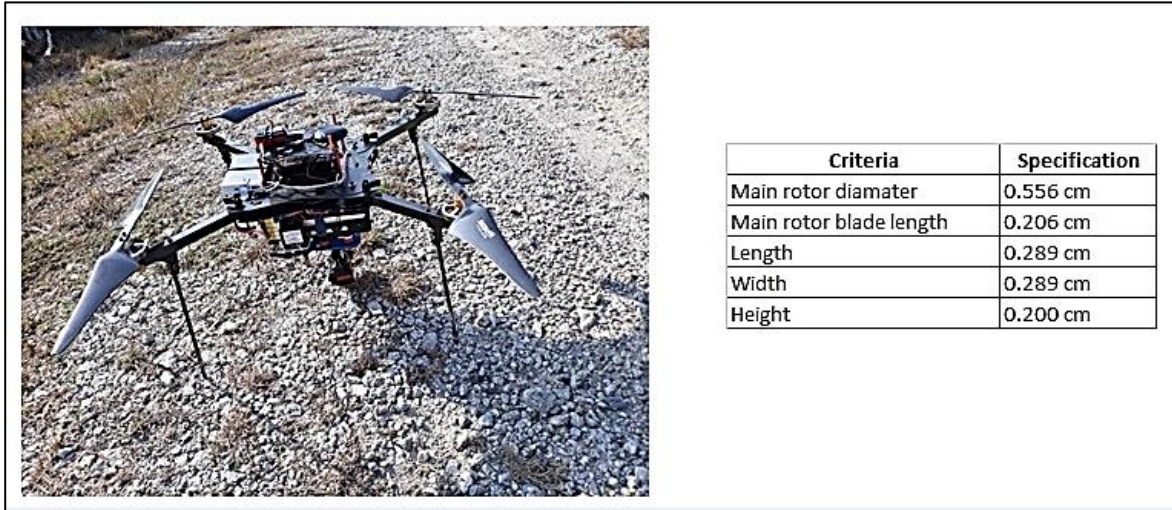 Criteria Specification
Main rotor diamater 0.556 cm
Main rotor blade length 0.206 cm
Length 0.289 cm
Width 0.289 cm
Height 0.200 cm